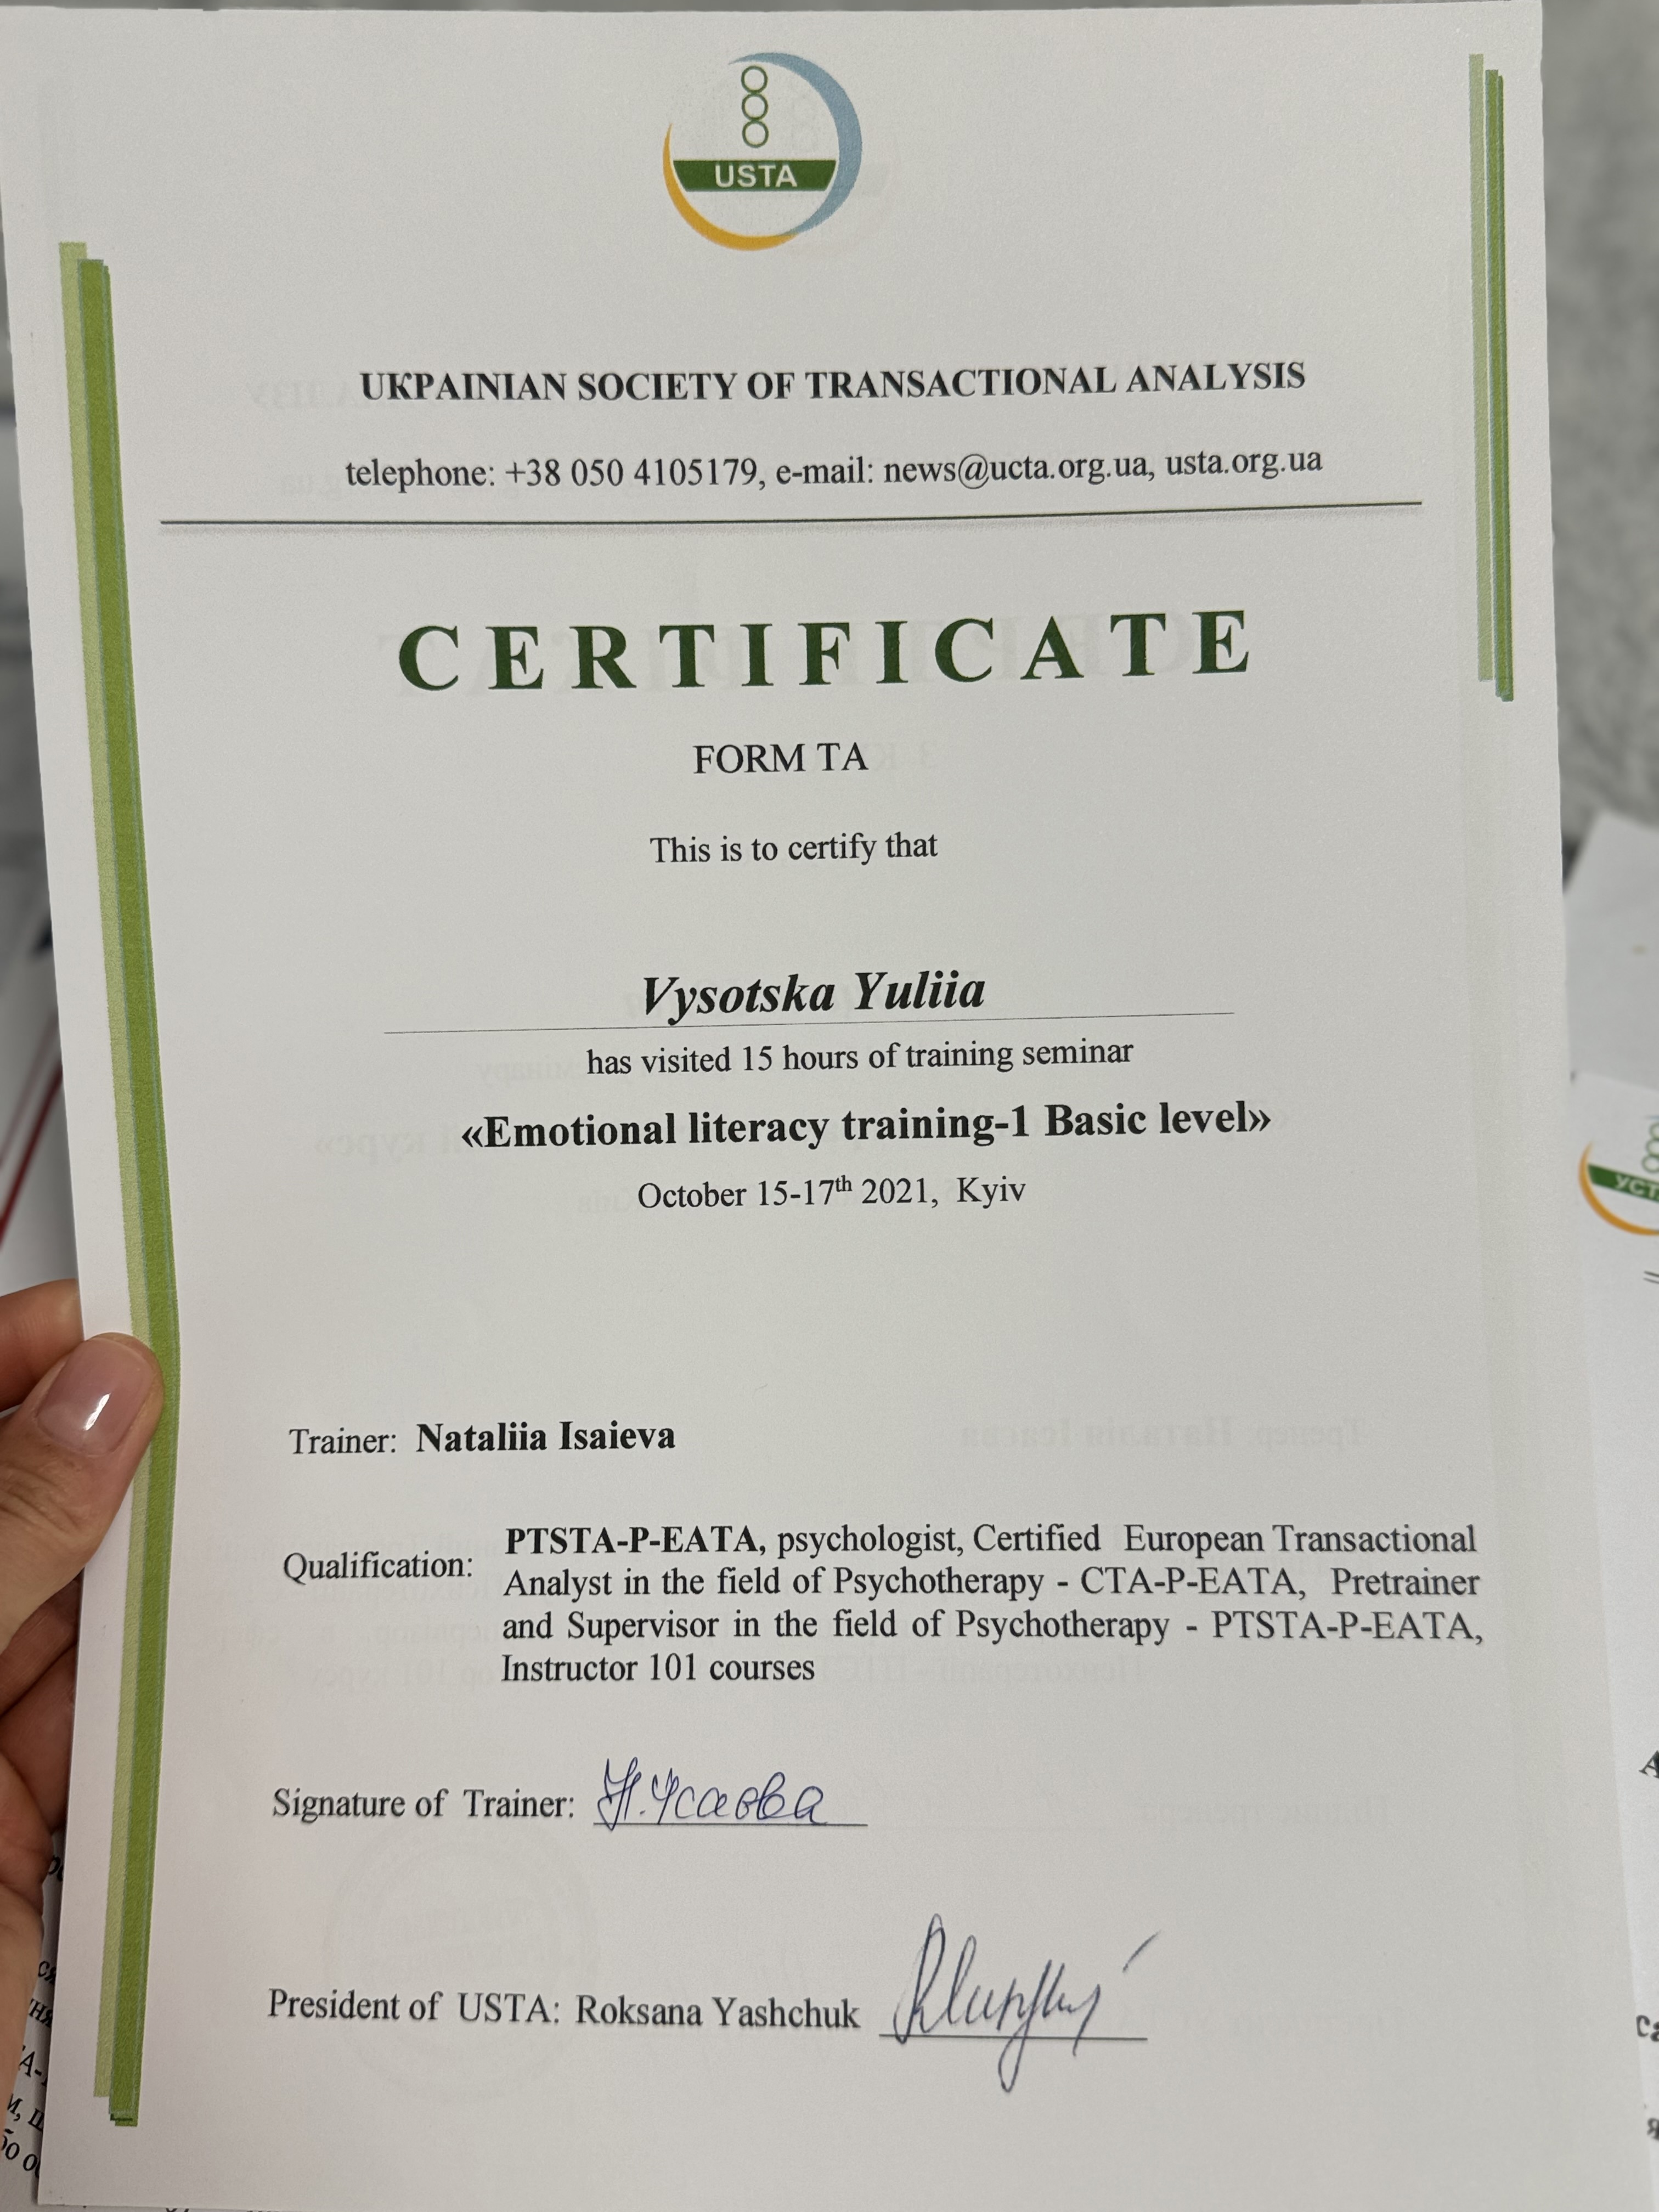 USTA
UKPAINIAN SOCIETY OF TRANSACTIONAL ANALYSIS
telephone: +38 050 4105179, e-mail: news@ucta.org.ua, usta.org.ua
CERTIFICATE
FORM TA
This is to certify that
Vysotska Yuliia
has visited 15 hours of training seminar
«Emotional literacy training-1 Basic level»
October 15-17th 2021, Kyiv
Trainer: Nataliia Isaieva
Qualification: PTSTA-P-EATA, psychologist, Certified European Transactional
Analyst in the field of Psychotherapy - CTA-P-EATA, Pretrainer
and Supervisor in the field of Psychotherapy - PTSTA-P-EATA,
Instructor 101 courses
Signature of Trainer:
President of USTA: Roksana Yashchuk